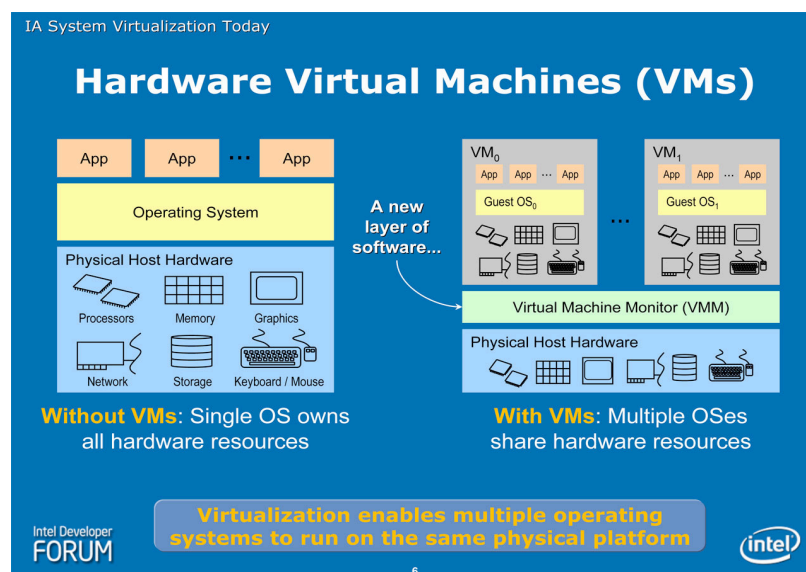 IA System Virtualization Today
Hardware Virtual Machines (VMs)
App App ... App
Operating System
Physical Host Hardware
Processors Memory Graphics
Network Storage Keyboard / Mouse
Without VMs: Single OS owns
all hardware resources
A new
layer of
software...
VM0
App App ... App
Guest OS0
...
VM1
App App ... App
Guest OS1
Virtual Machine Monitor (VMM)
Physical Host Hardware
With VMs: Multiple OSes
share hardware resources
Virtualization enables multiple operating
systems to run on the same physical platform
Intel Developer
FORUM
intel
6